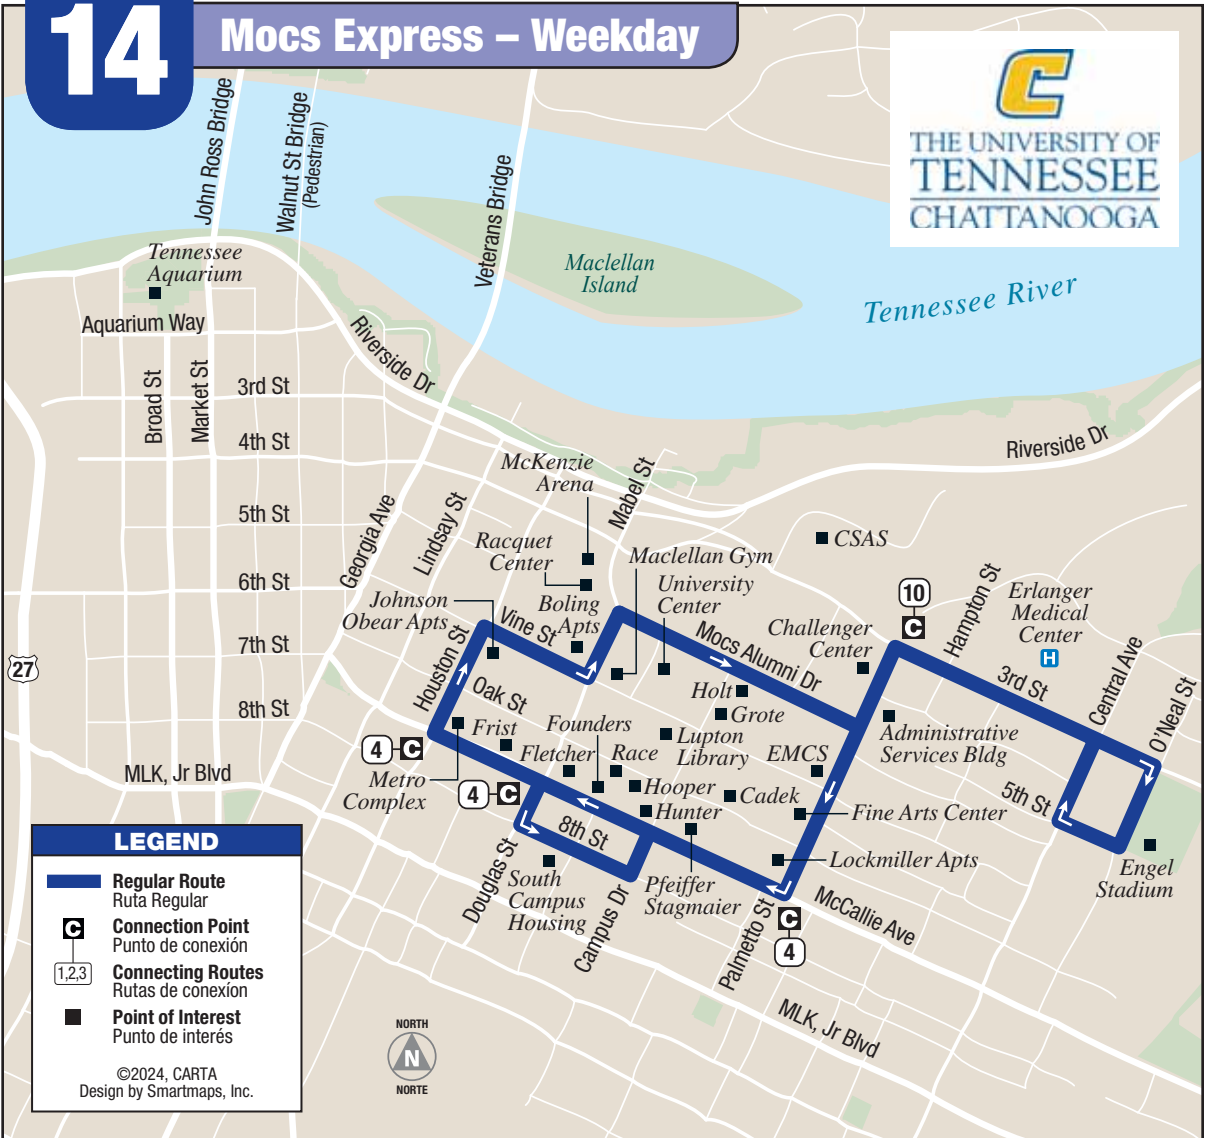 14
Mocs Express – Weekday
C
THE UNIVERSITY OF
TENNESSEE
CHATTANOOGA
John Ross Bridge
Walnut St Bridge
(Pedestrian)
Veterans Bridge
Tennessee
Aquarium
Maclellan
Island
Tennessee River
Aquarium Way
Riverside Dr
Broad St
Market St
3rd St
4th St
5th St
6th St
7th St
8th St
MLK, Jr Blvd
27
Georgia Ave
Lindsay St
Mabel St
Riverside Dr
McKenzie
Arena
Racquet
Center
Maclellan Gym
University
Center
CSAS
Johnson
Obear Apts
Boling
Apts
Vine St
Houston St
Oak St
Mocs Alumni Dr
Challenger
Center
10
C
Hampton St
Erlanger
Medical
Center
H
3rd St
Central Ave
O'Neal St
Holt
Grote
Lupton
Library
Administrative
Services Bldg
Frist
Founders
Fletcher
Race
Hooper
Hunter
EMCS
Cadek
Fine Arts Center
5th St
4
C
Metro
Complex
4
C
8th St
Lockmiller Apts
Engel
Stadium
Douglas St
South
Campus
Housing
Campus Dr
Pfeiffer
Stagmaier
Palmetto St
C
4
McCallie Ave
MLK, Jr Blvd
LEGEND
Regular Route
Ruta Regular
C
Connection Point
Punto de conexión
1,2,3
Connecting Routes
Rutas de conexíon
Point of Interest
Punto de interés
©2024, CARTA
Design by Smartmaps, Inc.
NORTH
N
NORTE